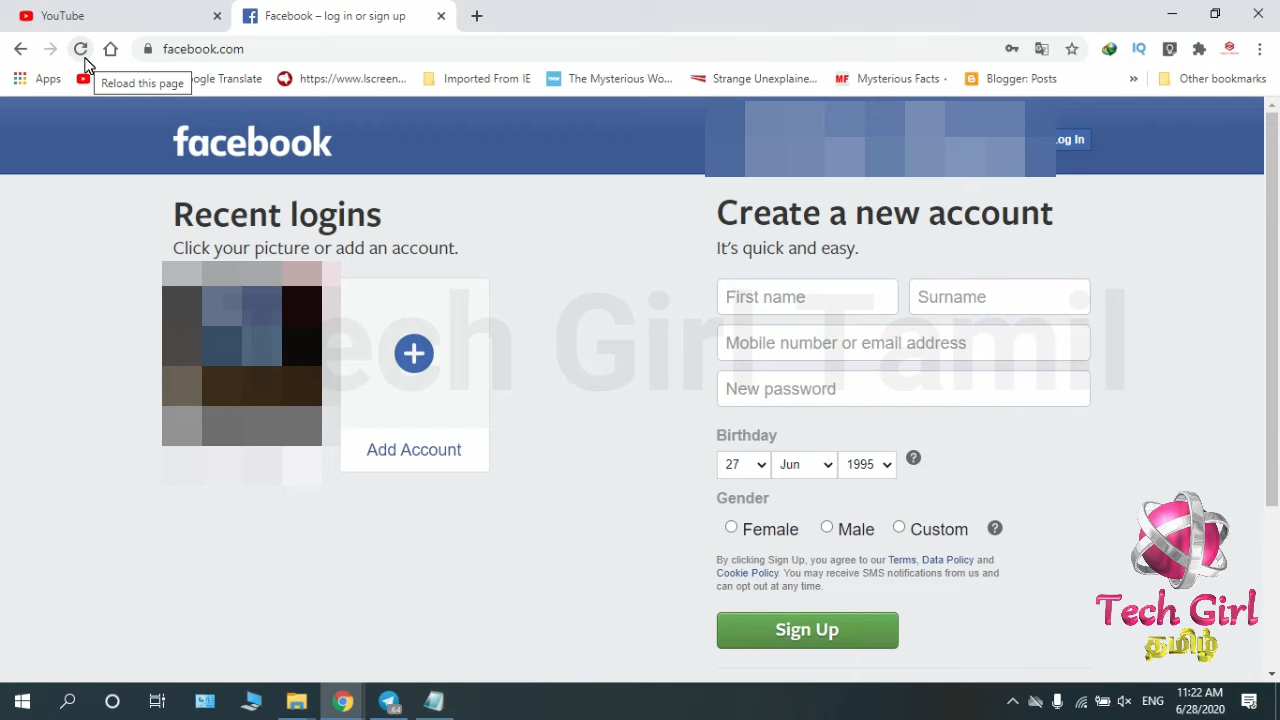 YouTube
Facebook – log in or sign up
facebook.com
Apps
ogle Translate
https://www.lscreen...
Imported From IE
The Mysterious Wo...
Strange Unexplaine...
MF
Mysterious Facts -
Blogger: Posts
»
Other bookmarks
IQ
Reload this page
facebook
og In
Recent logins
Click your picture or add an account.
Add Account
Create a new account
It's quick and easy.
First name
Surname
Mobile number or email address
New password
Birthday
27
Jun
1995
Gender
Female
Male
Custom
By clicking Sign Up, you agree to our Terms, Data Policy and
Cookie Policy. You may receive SMS notifications from us and
can opt out at any time.
Sign Up
Tech Girl Tamil
Tech Girl
தமிழ்
64
ENG
11:22 AM
6/28/2020